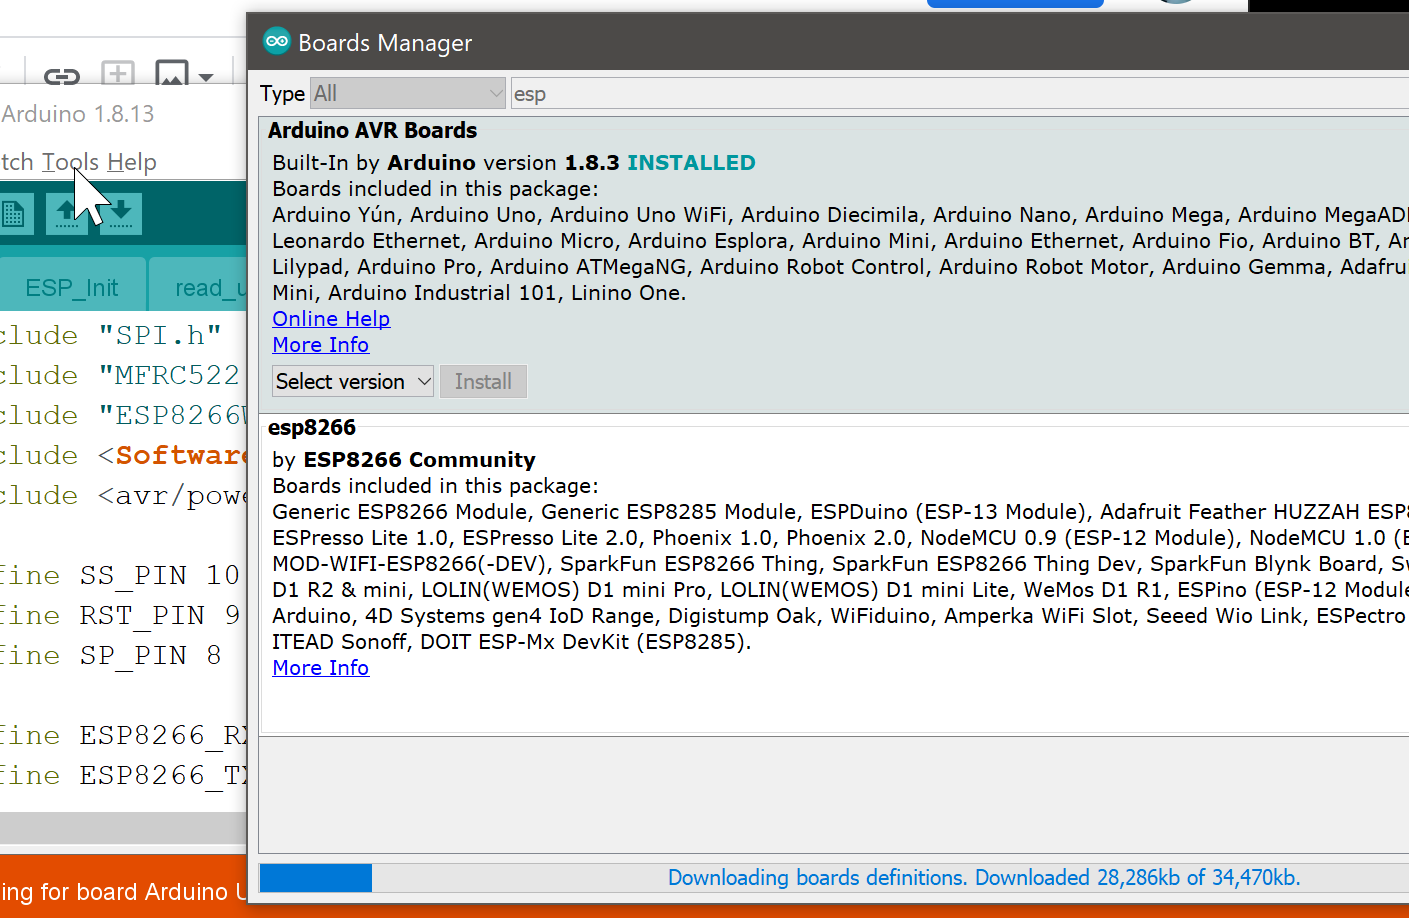 Boards Manager
Arduino 1.8.13
tch Tools Help
ESP_Init read_u
clude "SPI.h"
clude "MFRC522
clude "ESP8266W
clude <Software
clude <avr/powe
fine SS_PIN 10
fine RST_PIN 9
fine SP_PIN 8
fine ESP8266_RX
fine ESP8266_TX
ing for board Arduino U
Type All esp
Arduino AVR Boards
Built-In by Arduino version 1.8.3 INSTALLED
Boards included in this package:
Arduino Yún, Arduino Uno, Arduino Uno WiFi, Arduino Diecimila, Arduino Nano, Arduino Mega, Arduino MegaAD
Leonardo Ethernet, Arduino Micro, Arduino Esplora, Arduino Mini, Arduino Ethernet, Arduino Fio, Arduino BT, Ar
Lilypad, Arduino Pro, Arduino ATMegaNG, Arduino Robot Control, Arduino Robot Motor, Arduino Gemma, Adafru
Mini, Arduino Industrial 101, Linino One.
Online Help
More Info
Select version Install
esp8266
by ESP8266 Community
Boards included in this package:
Generic ESP8266 Module, Generic ESP8285 Module, ESPDuino (ESP-13 Module), Adafruit Feather HUZZAH ESP8
ESPresso Lite 1.0, ESPresso Lite 2.0, Phoenix 1.0, Phoenix 2.0, NodeMCU 0.9 (ESP-12 Module), NodeMCU 1.0 (E
MOD-WIFI-ESP8266(-DEV), SparkFun ESP8266 Thing, SparkFun ESP8266 Thing Dev, SparkFun Blynk Board, Sw
D1 R2 & mini, LOLIN(WEMOS) D1 mini Pro, LOLIN(WEMOS) D1 mini Lite, WeMos D1 R1, ESPino (ESP-12 Module
Arduino, 4D Systems gen4 IoD Range, Digistump Oak, WiFiduino, Amperka WiFi Slot, Seeed Wio Link, ESPectro
ITEAD Sonoff, DOIT ESP-Mx DevKit (ESP8285).
More Info
Downloading boards definitions. Downloaded 28,286kb of 34,470kb.